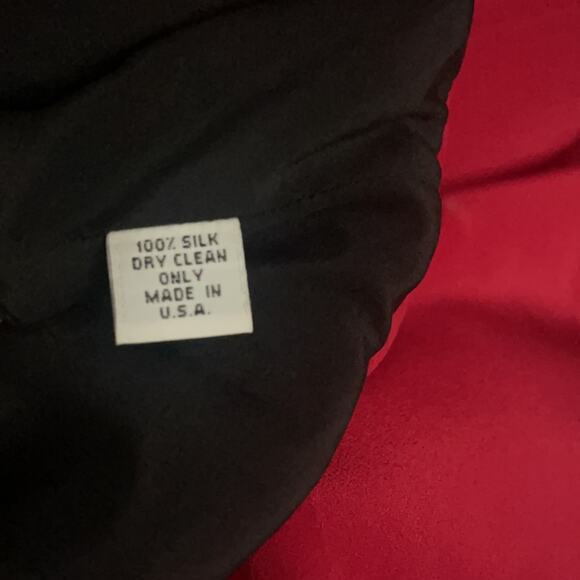 100% SILK
DRY CLEAN
ONLY
MADE IN
U.S.A.